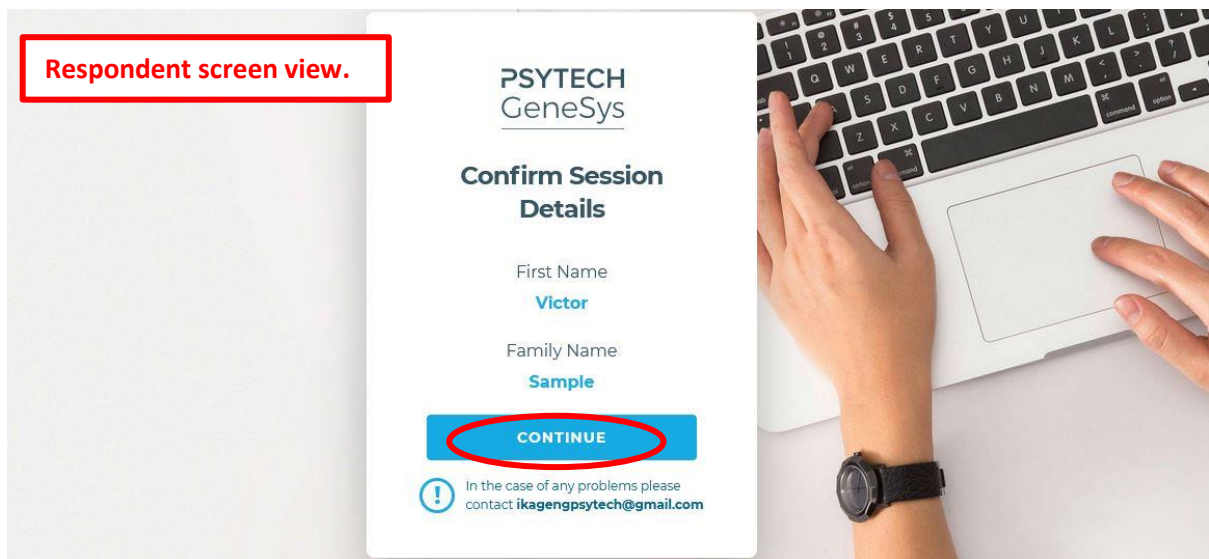 Respondent screen view.
PSYTECH
GeneSys
Confirm Session
Details
First Name
Victor
Family Name
Sample
CONTINUE
! In the case of any problems please
contact ikagengpsytech@gmail.com